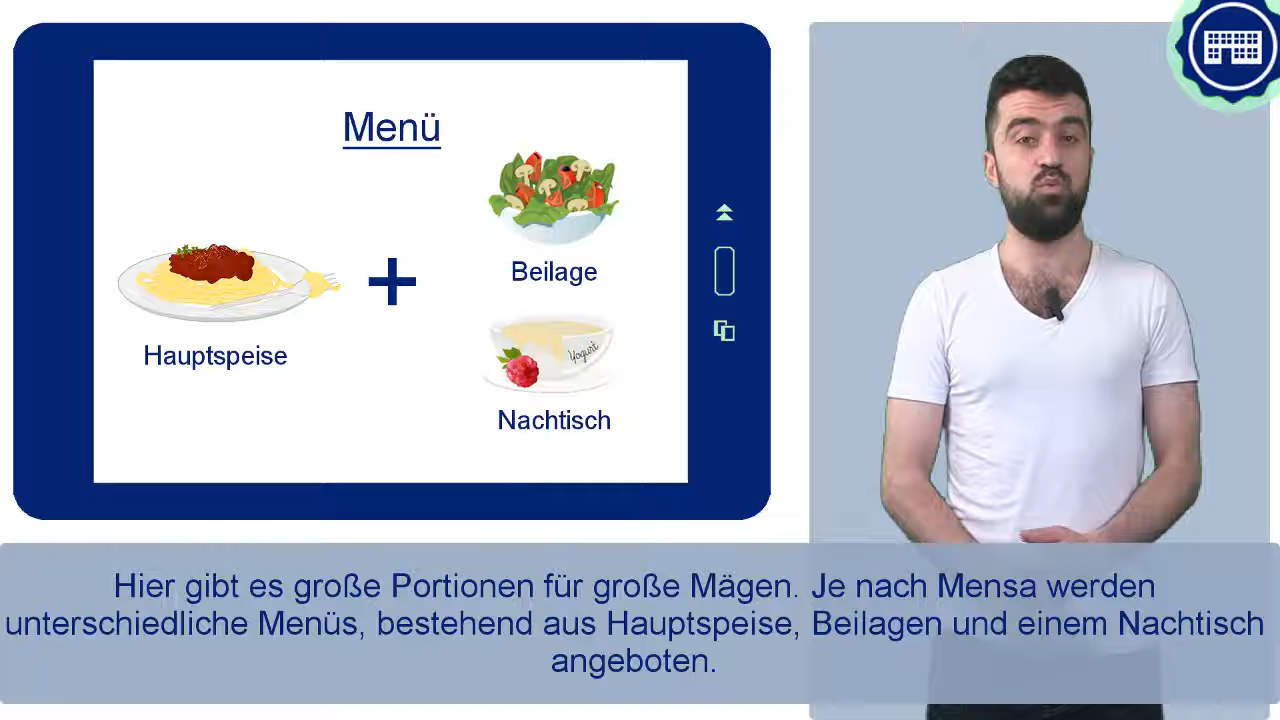 Menü
Beilage
Hauptspeise
Yogurt
Nachtisch
Hier gibt es große Portionen für große Mägen. Je nach Mensa werden
unterschiedliche Menüs, bestehend aus Hauptspeise, Beilagen und einem Nachtisch
angeboten.